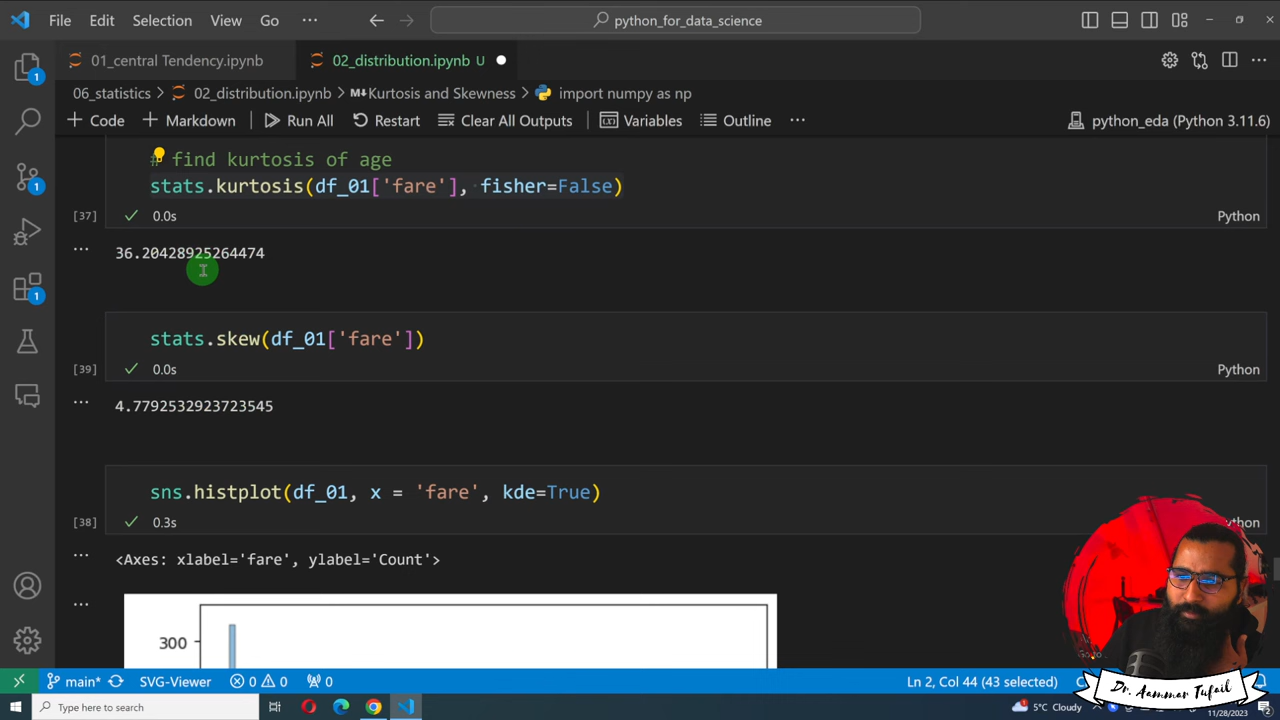 File Edit Selection View Go ··· python_for_data_science
01_central Tendency.ipynb 02_distribution.ipynb U
06_statistics > 02_distribution.ipynb > Kurtosis and Skewness > import numpy as np
+ Code + Markdown Run All Restart Clear All Outputs Variables Outline ··· python_eda (Python 3.11.6)
# find kurtosis of age
stats.kurtosis(df_01['fare'], fisher=False)
[37] 0.0s Python
36.20428925264474
stats.skew(df_01['fare'])
[39] 0.0s Python
4.7792532923723545
sns.histplot(df_01, x = 'fare', kde=True)
[38] 0.3s
<Axes: xlabel='fare', ylabel='Count'>
300
main* SVG-Viewer 0 0 0 Ln 2, Col 44 (43 selected)
Dr. Aammar Tufail
Type here to search 5°C Cloudy 11/28/2023